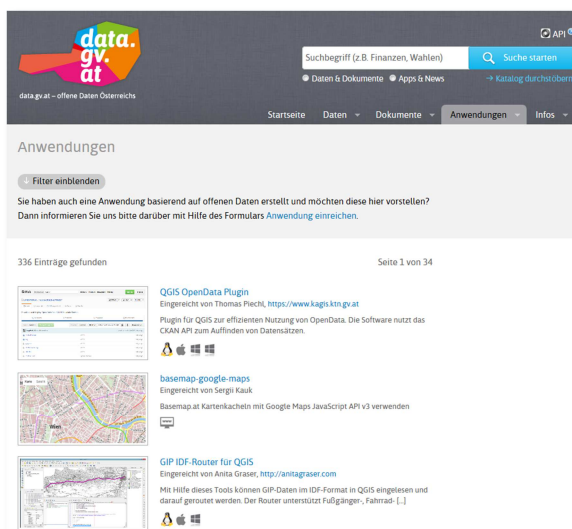 data.
gv.
at
data.gv.at – offene Daten Österreichs
API
Suchbegriff (z.B. Finanzen, Wahlen)
Suche starten
Daten & Dokumente Apps & News
→ Katalog durchstöbern
Startseite Daten Dokumente Anwendungen Infos
Anwendungen
↓ Filter einblenden
Sie haben auch eine Anwendung basierend auf offenen Daten erstellt und möchten diese hier vorstellen?
Dann informieren Sie uns bitte darüber mit Hilfe des Formulars Anwendung einreichen.
336 Einträge gefunden
Seite 1 von 34
QGIS OpenData Plugin
Eingereicht von Thomas Piechl, https://www.kagis.ktn.gv.at
Plugin für QGIS zur effizienten Nutzung von OpenData. Die Software nutzt das
CKAN API zum Auffinden von Datensätzen.
basemap-google-maps
Eingereicht von Sergii Kauk
Basemap.at Kartenkacheln mit Google Maps JavaScript API v3 verwenden
Wien
GIP IDF-Router für QGIS
Eingereicht von Anita Graser, http://anitagraser.com
Mit Hilfe dieses Tools können GIP-Daten im IDF-Format in QGIS eingelesen und
darauf geroutet werden. Der Router unterstützt Fußgänger-, Fahrrad- [...]